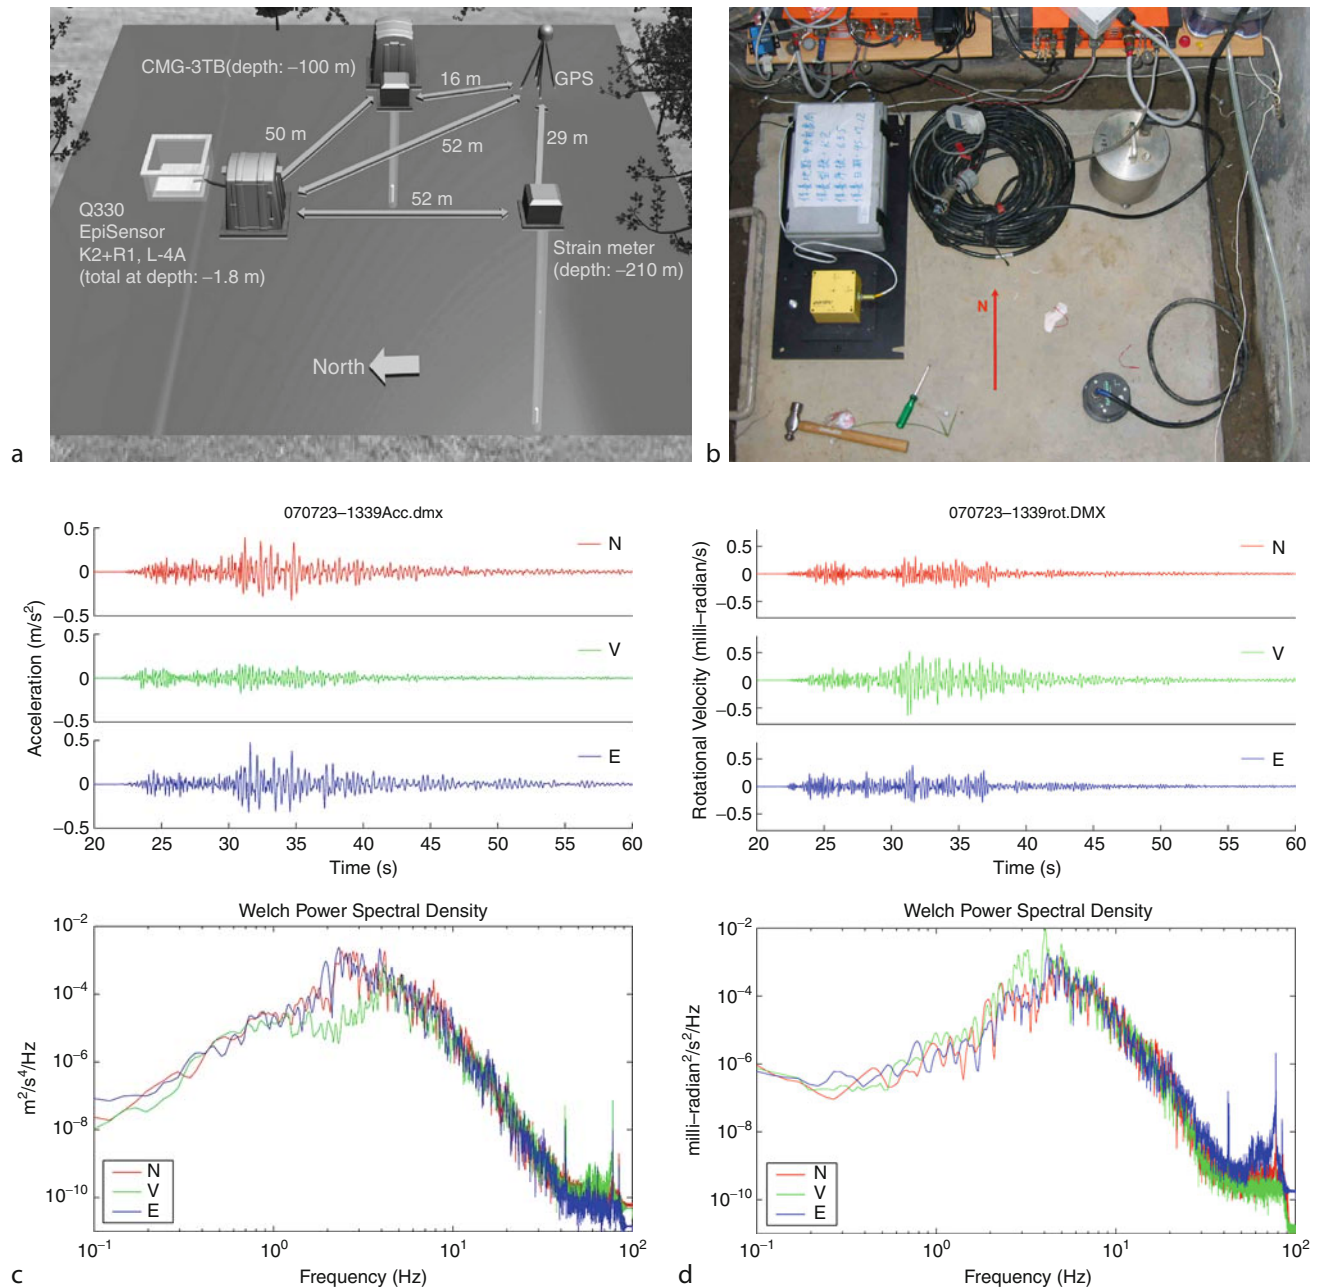 CMG-3TB(depth: –100 m)
16 m
GPS
50 m
52 m
29 m
52 m
Q330
EpiSensor
K2+R1, L-4A
(total at depth: –1.8 m)
Strain meter
(depth: –210 m)
North
a
N
b
070723–1339Acc.dmx
Acceleration (m/s²)
0.5
0
–0.5
N
0.5
0
–0.5
V
0.5
0
–0.5
E
20 25 30 35 40 45 50 55 60
Time (s)
070723–1339rot.DMX
Rotational Velocity (milli–radian/s)
0.5
0
–0.5
N
0.5
0
–0.5
V
0.5
0
–0.5
E
20 25 30 35 40 45 50 55 60
Time (s)
Welch Power Spectral Density
m²/s⁴/Hz
10⁻²
10⁻⁴
10⁻⁶
10⁻⁸
10⁻¹⁰
N
V
E
10⁻¹ 10⁰ 10¹ 10²
Frequency (Hz)
c
Welch Power Spectral Density
milli–radian²/s²/Hz
10⁻²
10⁻⁴
10⁻⁶
10⁻⁸
10⁻¹⁰
N
V
E
10⁻¹ 10⁰ 10¹ 10²
Frequency (Hz)
d